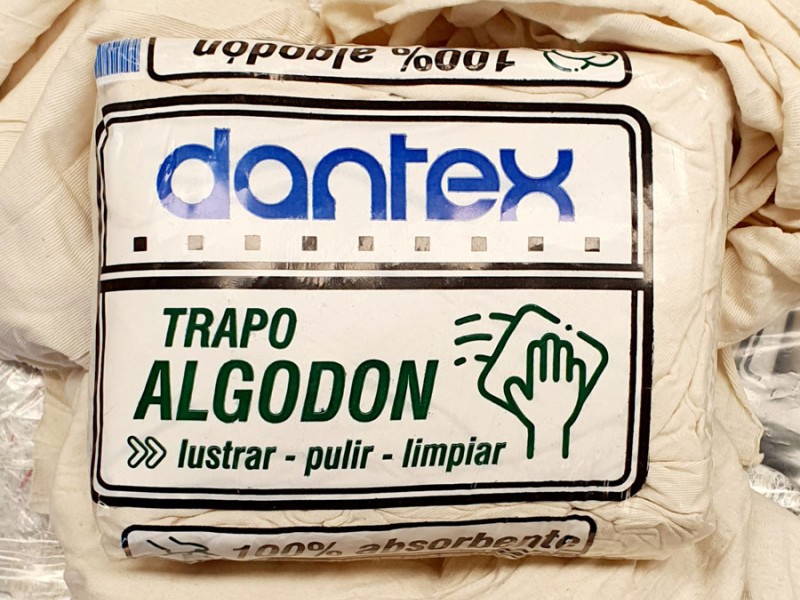 100% algodón
dantex
TRAPO
ALGODON
lustrar - pulir - limpiar
100% absorbente